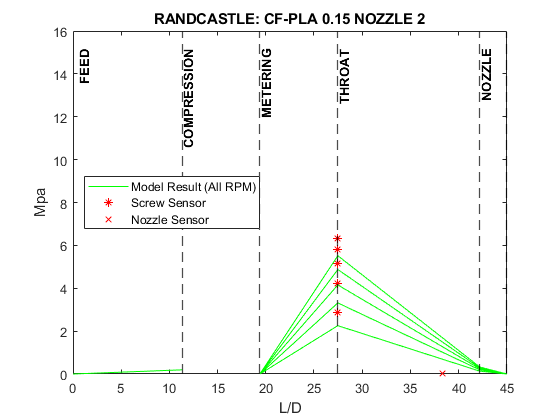 RANDCASTLE: CF-PLA 0.15 NOZZLE 2
16
14
12
10
8
6
4
2
0
Mpa
FEED
COMPRESSION
METERING
THROAT
NOZZLE
Model Result (All RPM)
Screw Sensor
Nozzle Sensor
0 5 10 15 20 25 30 35 40 45
L/D